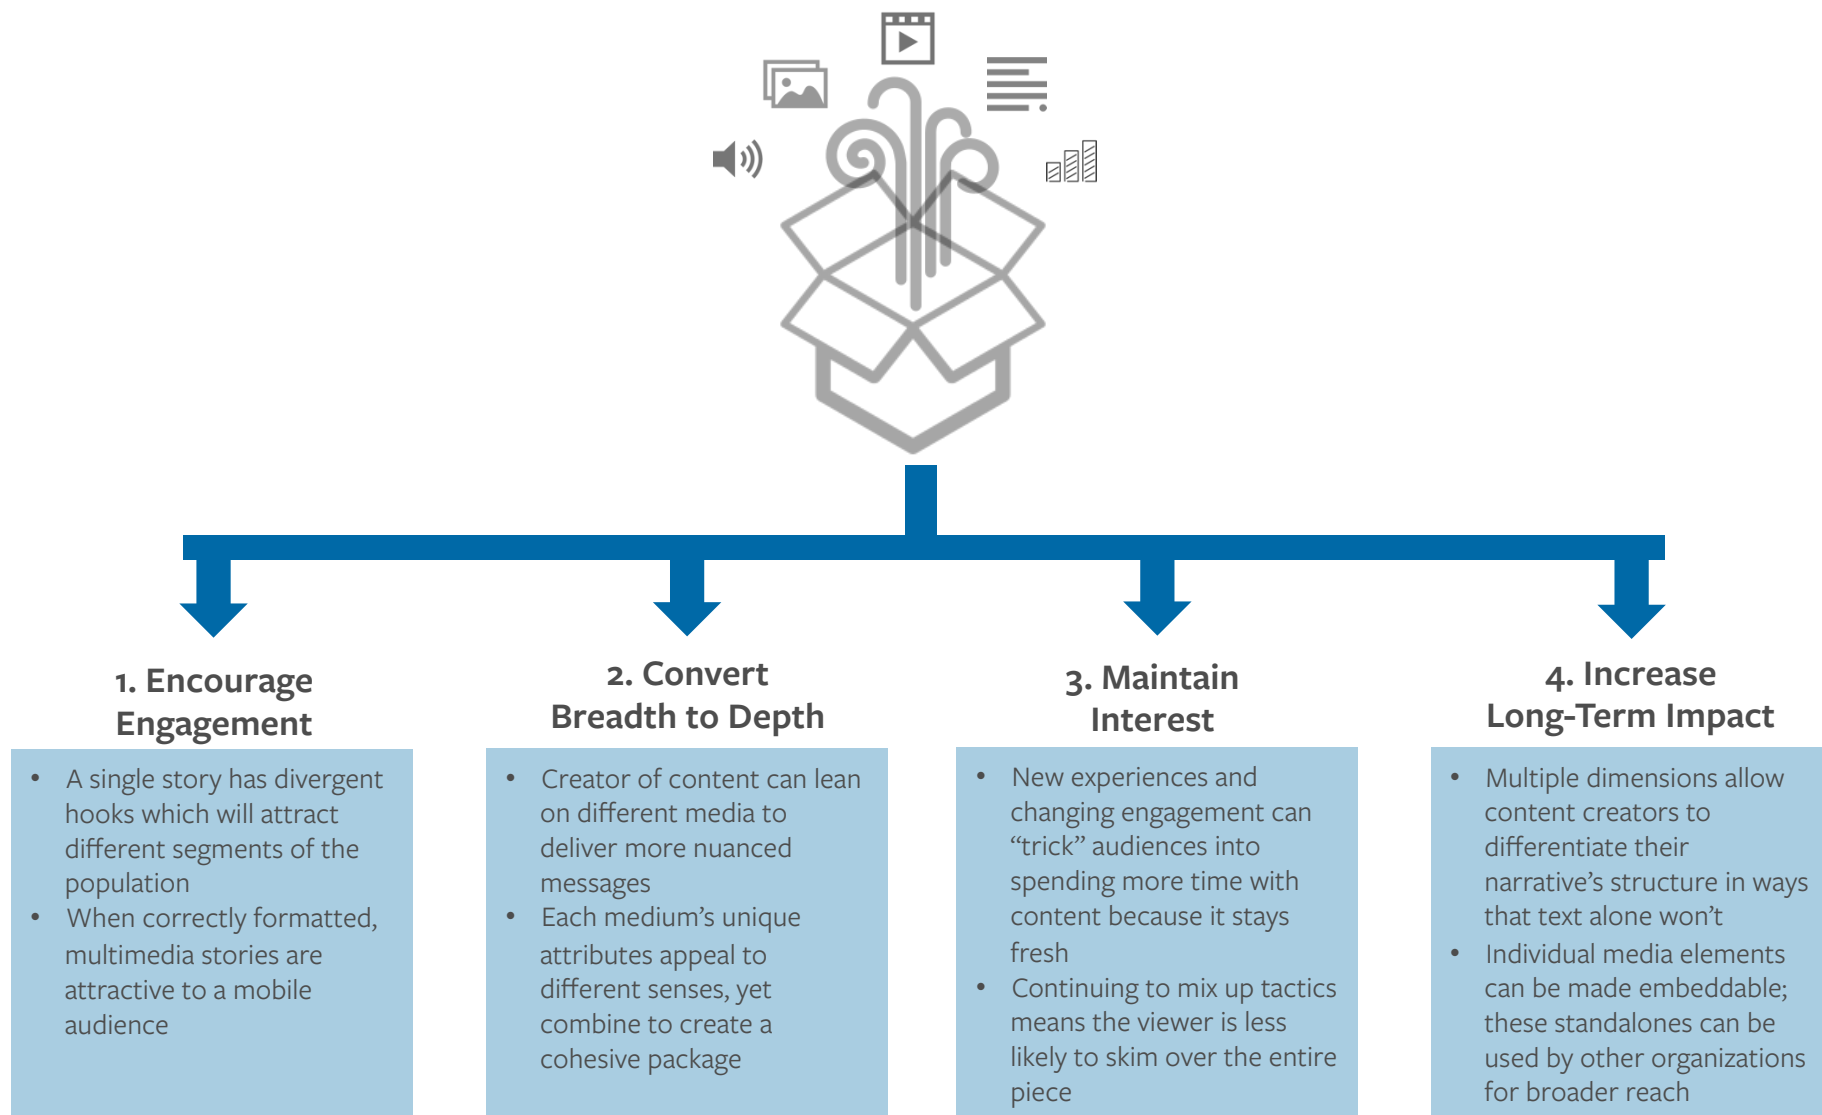 1. Encourage
Engagement
• A single story has divergent
hooks which will attract
different segments of the
population
• When correctly formatted,
multimedia stories are
attractive to a mobile
audience
2. Convert
Breadth to Depth
• Creator of content can lean
on different media to
deliver more nuanced
messages
• Each medium’s unique
attributes appeal to
different senses, yet
combine to create a
cohesive package
3. Maintain
Interest
• New experiences and
changing engagement can
“trick” audiences into
spending more time with
content because it stays
fresh
• Continuing to mix up tactics
means the viewer is less
likely to skim over the entire
piece
4. Increase
Long-Term Impact
• Multiple dimensions allow
content creators to
differentiate their
narrative’s structure in ways
that text alone won’t
• Individual media elements
can be made embeddable;
these standalones can be
used by other organizations
for broader reach